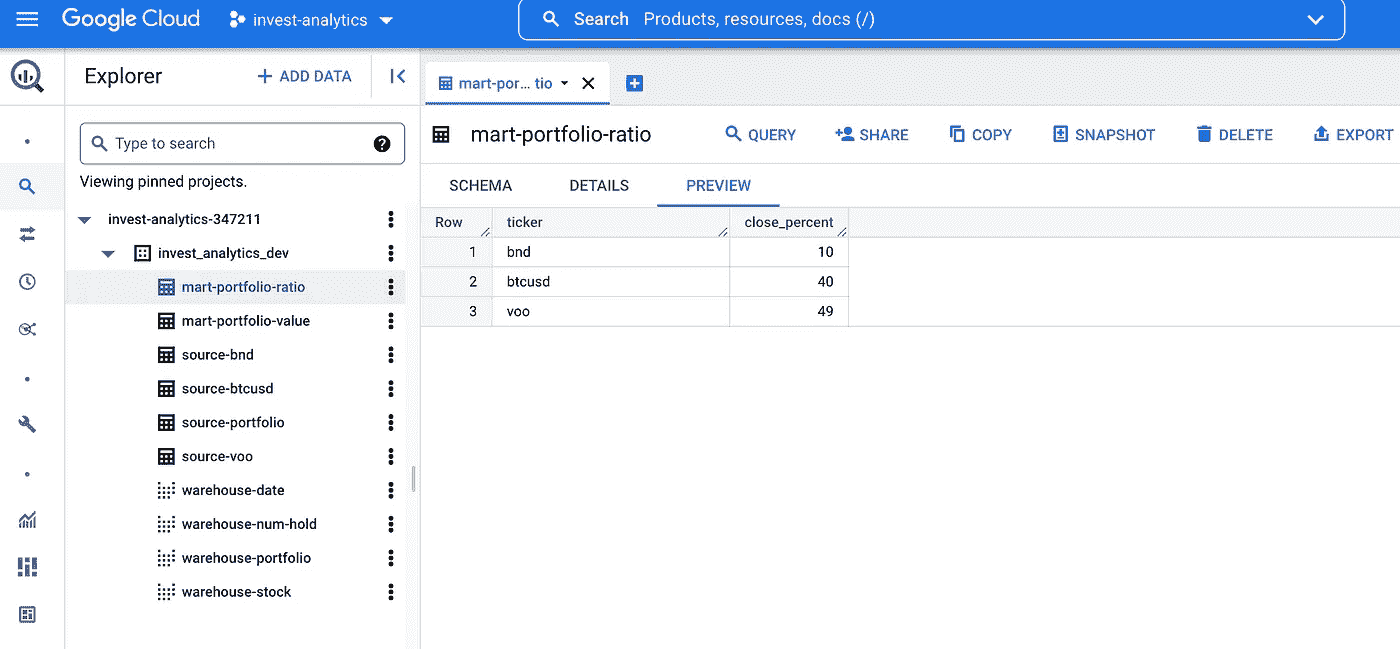 Google Cloud
invest-analytics
Search Products, resources, docs (/)
Explorer
+ ADD DATA
mart-por... tio
Type to search
?
Viewing pinned projects.
invest-analytics-347211
invest_analytics_dev
mart-portfolio-ratio
mart-portfolio-value
source-bnd
source-btcusd
source-portfolio
source-voo
warehouse-date
warehouse-num-hold
warehouse-portfolio
warehouse-stock
mart-portfolio-ratio
QUERY
SHARE
COPY
SNAPSHOT
DELETE
EXPORT
SCHEMA DETAILS PREVIEW
Row ticker close_percent
1 bnd 10
2 btcusd 40
3 voo 49